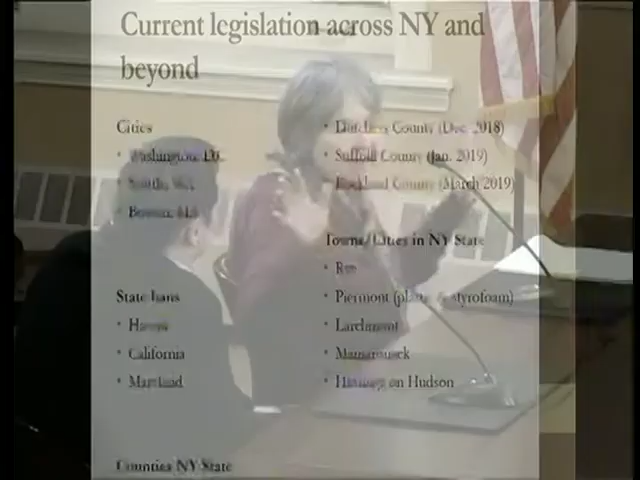 Current legislation across NY and
beyond
Cities
• Washington, DC
• Seattle, WA
• Boston, MA
State bans
• Hawaii
• California
• Maryland
Counties NY State
• Dutchess County (Dec. 2018)
• Suffolk County (Jan. 2019)
• Rockland County (March 2019)
Towns/Cities in NY State
• Rye
• Piermont (plastic & styrofoam)
• Larchmont
• Mamaroneck
• Hastings on Hudson